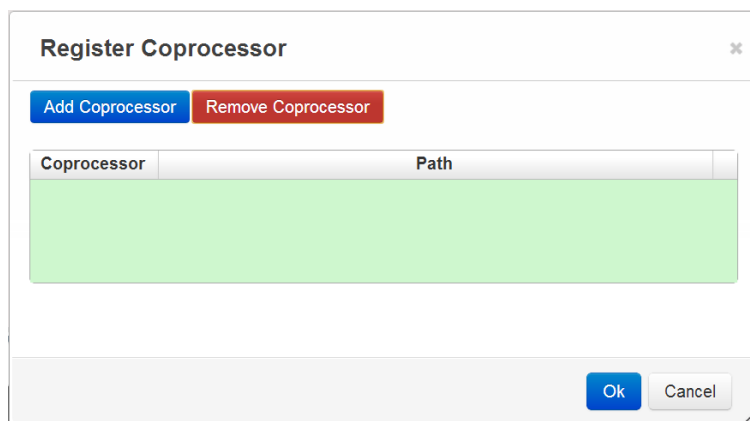 Register Coprocessor
Add Coprocessor Remove Coprocessor
Coprocessor Path
Ok Cancel